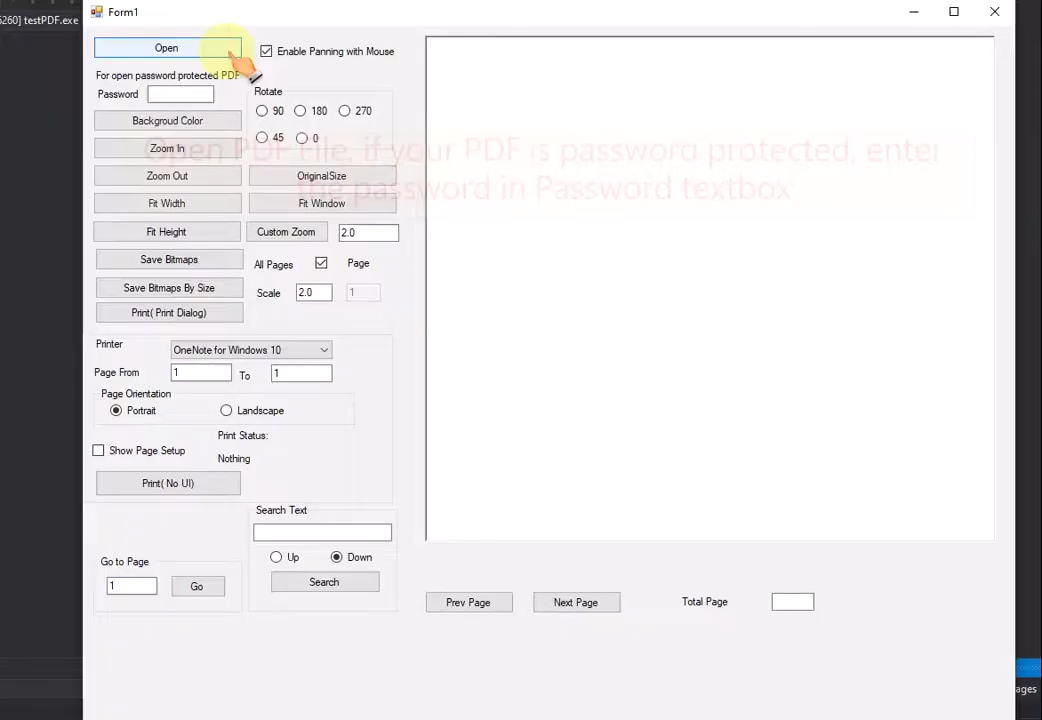 6260] testPDF.exe
Form1
Open
Enable Panning with Mouse
For open password protected PDF
Password
Rotate
90 180 270
45 0
Backgroud Color
Open PDF File, if your PDF is password protected, enter
the password in Password textbox
Zoom In
Zoom Out
OriginalSize
Fit Width
Fit Window
Fit Height
Custom Zoom 2.0
Save Bitmaps
All Pages Page
Save Bitmaps By Size
Scale 2.0 1
Print( Print Dialog)
Printer OneNote for Windows 10
Page From 1 To 1
Page Orientation
Portrait Landscape
Print Status:
Show Page Setup
Nothing
Print( No UI)
Search Text
Up Down
Search
Go to Page
1 Go
Prev Page Next Page Total Page
ages